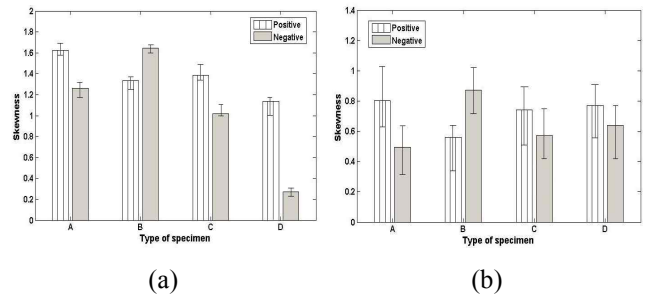 2
1.8
1.6
1.4
1.2
1
0.8
0.6
0.4
0.2
0
Skewness
Positive
Negative
A B C D
Type of specimen
(a)
1.4
1.2
1
0.8
0.6
0.4
0.2
0
Skewness
Positive
Negative
A B C D
Type of specimen
(b)